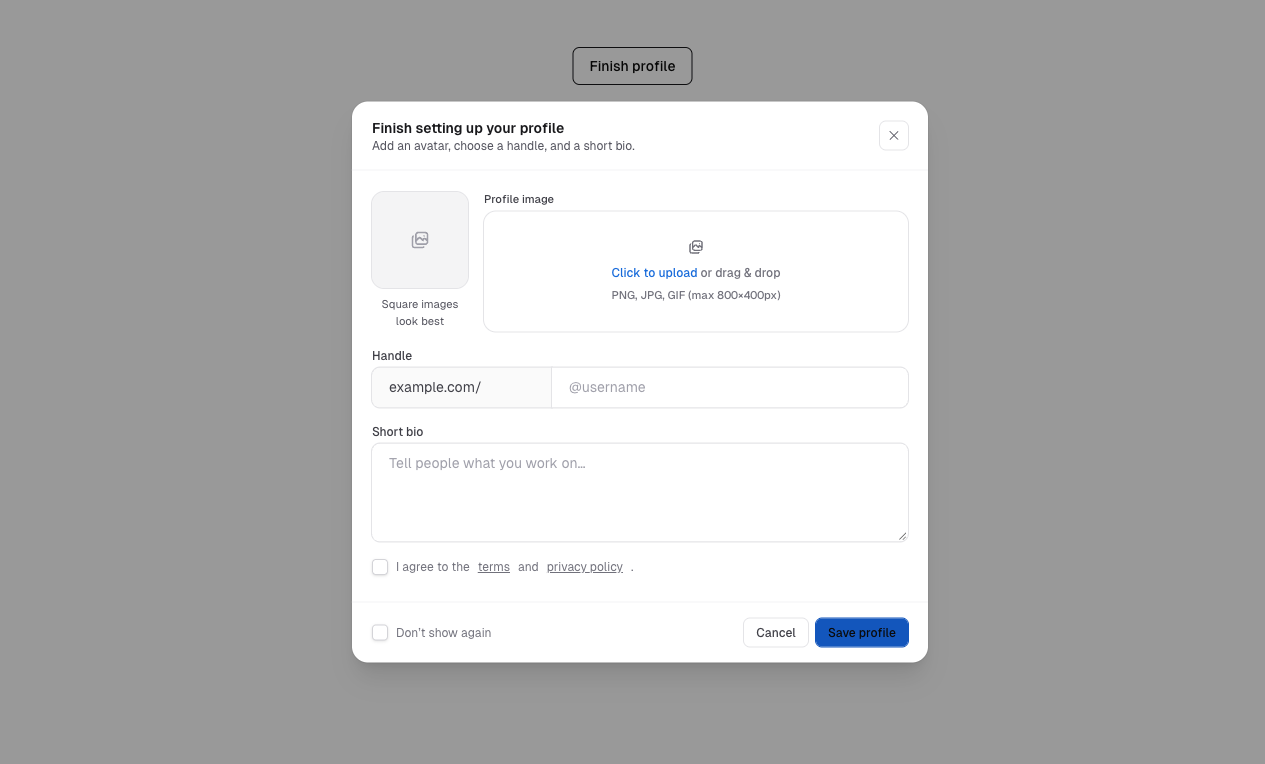 Finish profile
Finish setting up your profile
Add an avatar, choose a handle, and a short bio.
Profile image
Click to upload or drag & drop
PNG, JPG, GIF (max 800×400px)
Square images
look best
Handle
example.com/
@username
Short bio
Tell people what you work on…
I agree to the terms and privacy policy .
Don't show again
Cancel
Save profile